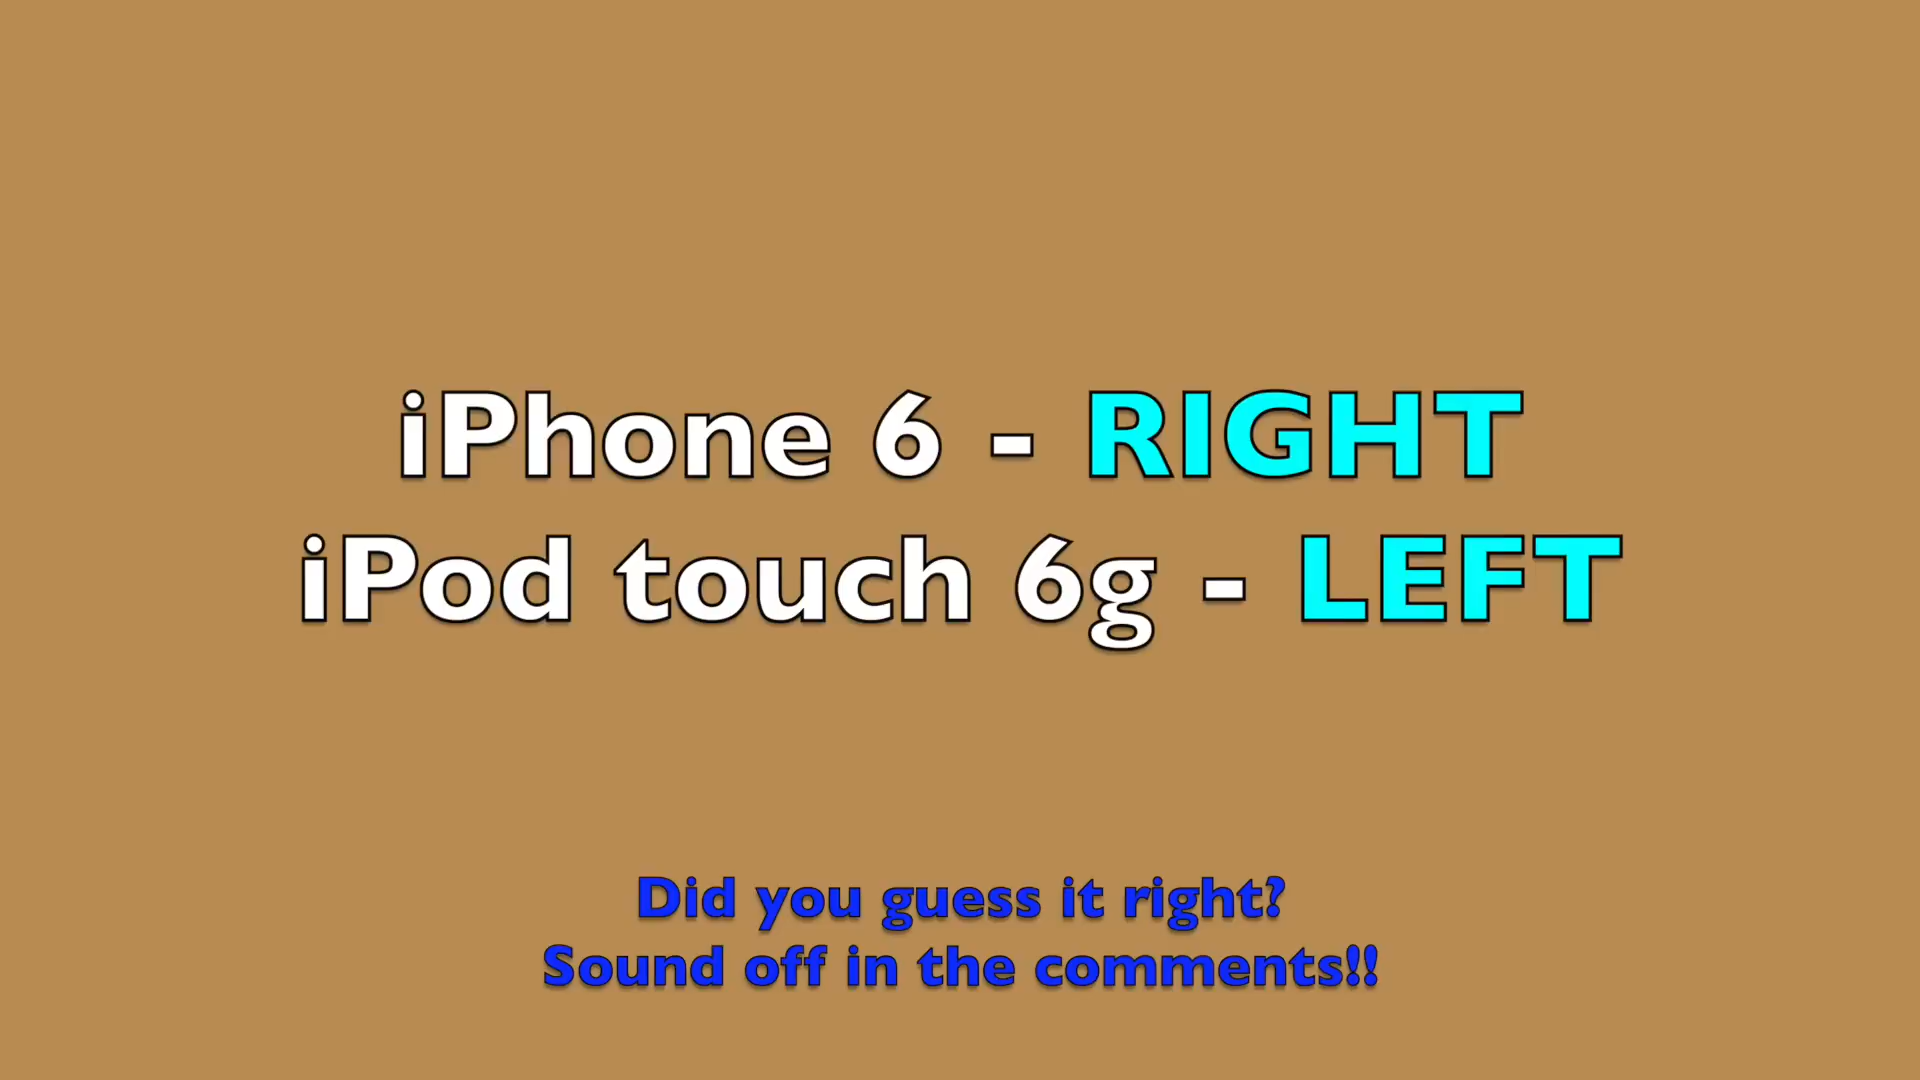 iPhone 6 - RIGHT
iPod touch 6g - LEFT
Did you guess it right?
Sound off in the comments!!